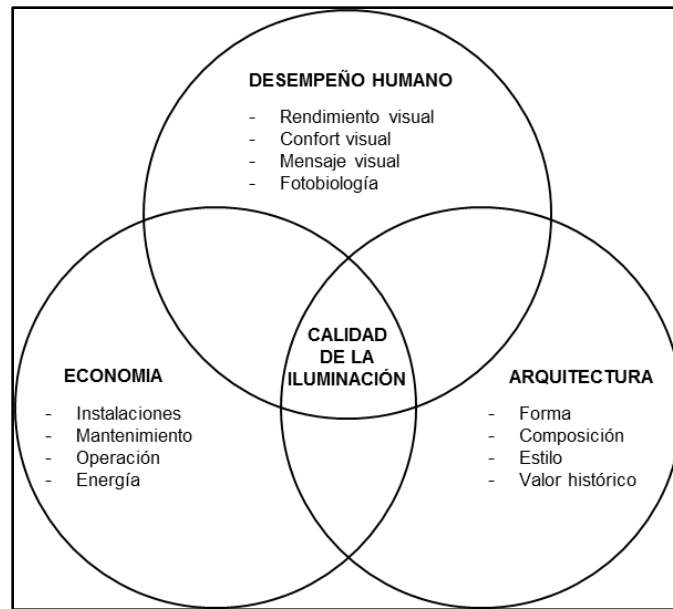 DESEMPEÑO HUMANO
- Rendimiento visual
- Confort visual
- Mensaje visual
- Fotobiología
CALIDAD
DE LA
ILUMINACIÓN
ECONOMIA
- Instalaciones
- Mantenimiento
- Operación
- Energía
ARQUITECTURA
- Forma
- Composición
- Estilo
- Valor histórico